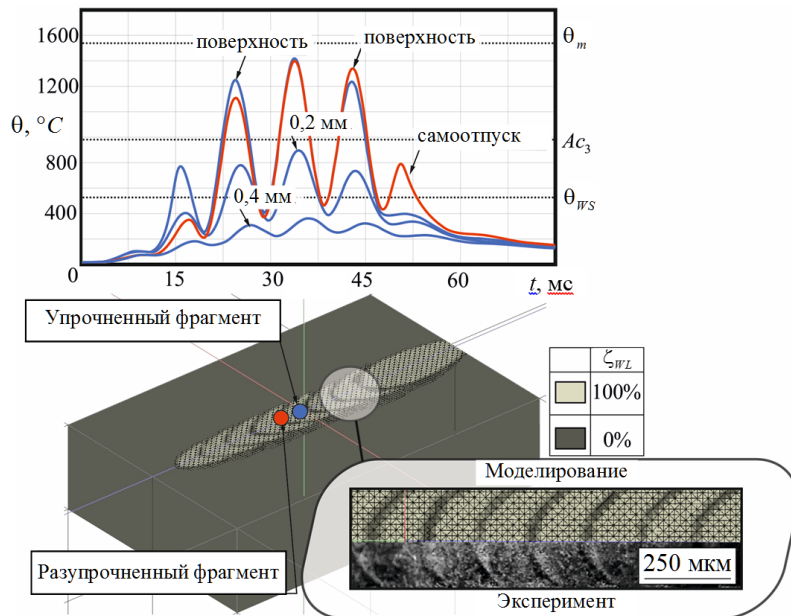 1600
1200
800
400
0
θ, °C
поверхность
поверхность
0,2 мм
0,4 мм
самоотпуск
θm
Ac3
θWS
15
30
45
60
t, мс
Упрочненный фрагмент
Разупрочненный фрагмент
ζWL
100%
0%
Моделирование
250 мкм
Эксперимент